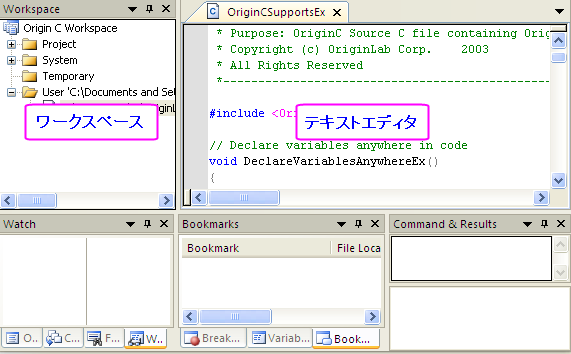 Workspace
Origin C Workspace
Project
System
Temporary
User 'C:\Documents and Set
ワークスペース
OriginCSupportsEx
* Purpose: OriginC Source C file containing Orig
* Copyright (c) OriginLab Corp. 2003
* All Rights Reserved
*
#include <Or
テキストエディタ
// Declare variables anywhere in code
void DeclareVariablesAnywhereEx()
{
Watch
O...
C...
F...
W...
Bookmarks
Bookmark File Loca
Break...
Variab...
Book...
Command & Results